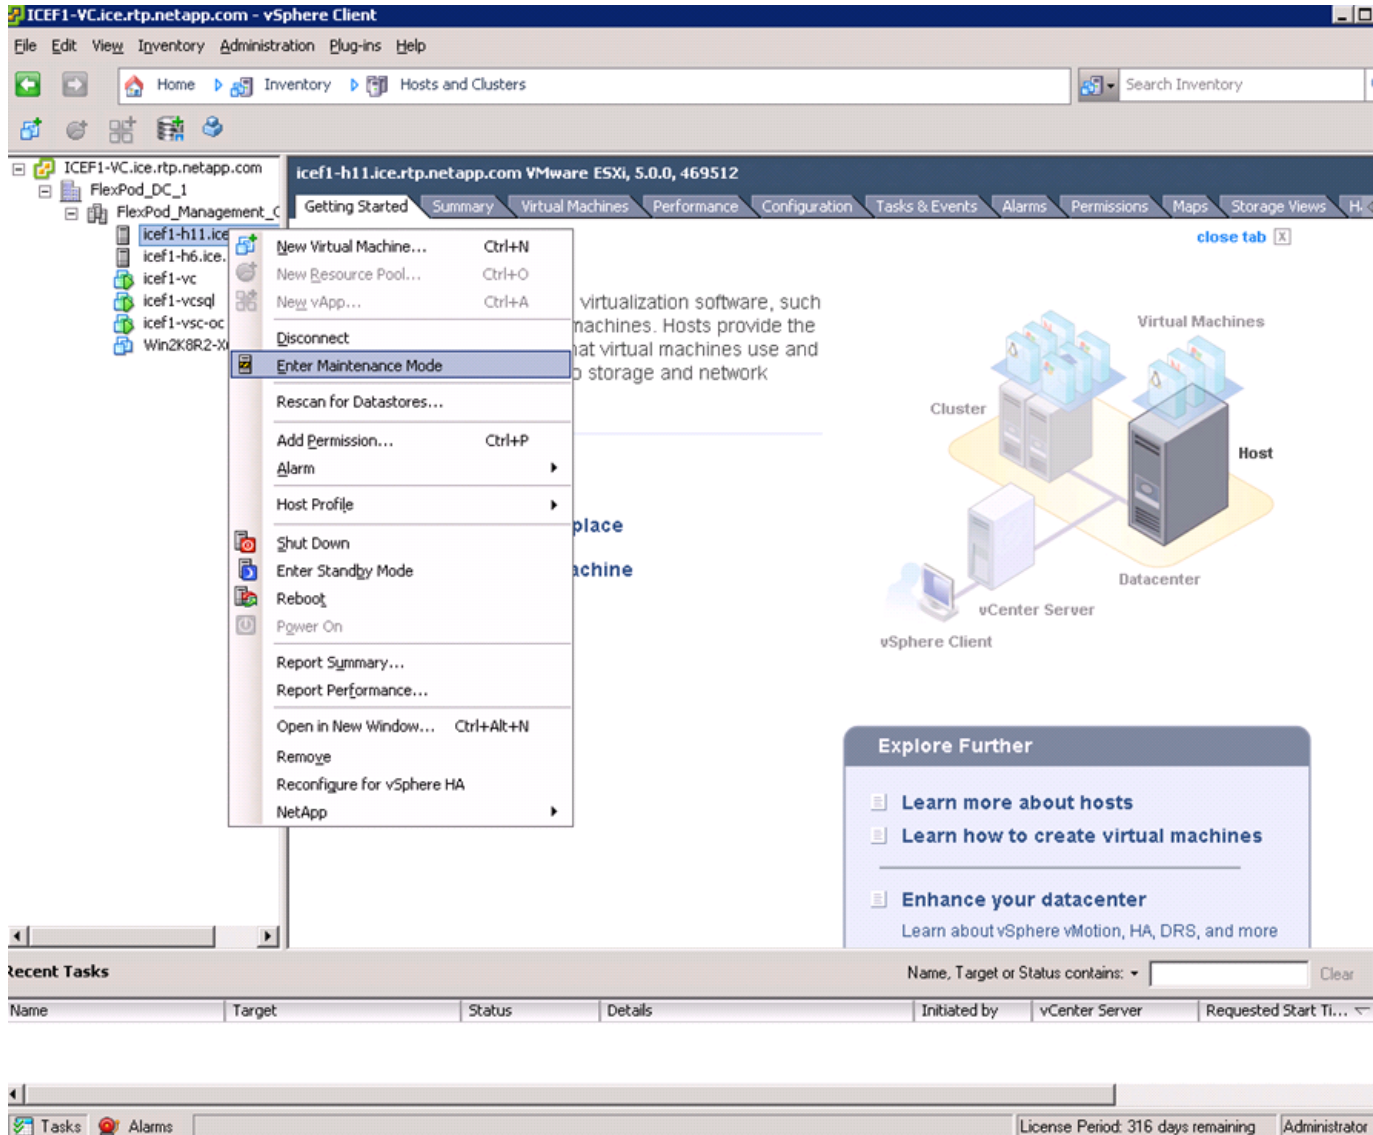 ICEF1-VC.ice.rtp.netapp.com - vSphere Client
File Edit View Inventory Administration Plug-ins Help
Home Inventory Hosts and Clusters
Search Inventory
ICEF1-VC.ice.rtp.netapp.com
FlexPod_DC_1
FlexPod_Management_C
icef1-h11.ice
icef1-h6.ice.
icef1-vc
icef1-vcsql
icef1-vsc-oc
icef1-h11.ice.rtp.netapp.com VMware ESXi, 5.0.0, 469512
Getting Started Summary Virtual Machines Performance Configuration Tasks & Events Alarms Permissions Maps Storage Views
close tab X
New Virtual Machine... Ctrl+N
New Resource Pool... Ctrl+O
New vApp... Ctrl+A
Disconnect
Enter Maintenance Mode
Rescan for Datastores...
Add Permission... Ctrl+P
Alarm
Host Profile
Shut Down
Enter Standby Mode
Reboot
Power On
Report Summary...
Report Performance...
Open in New Window... Ctrl+Alt+N
Remove
Reconfigure for vSphere HA
NetApp
virtualization software, such
machines. Hosts provide the
virtual machines use and
storage and network
place
achine
Virtual Machines
Cluster
Host
Datacenter
vCenter Server
vSphere Client
Explore Further
Learn more about hosts
Learn how to create virtual machines
Enhance your datacenter
Learn about vSphere vMotion, HA, DRS, and more
Recent Tasks
Name, Target or Status contains: Clear
Name Target Status Details Initiated by vCenter Server Requested Start Ti...
Tasks Alarms License Period: 316 days remaining Administrator